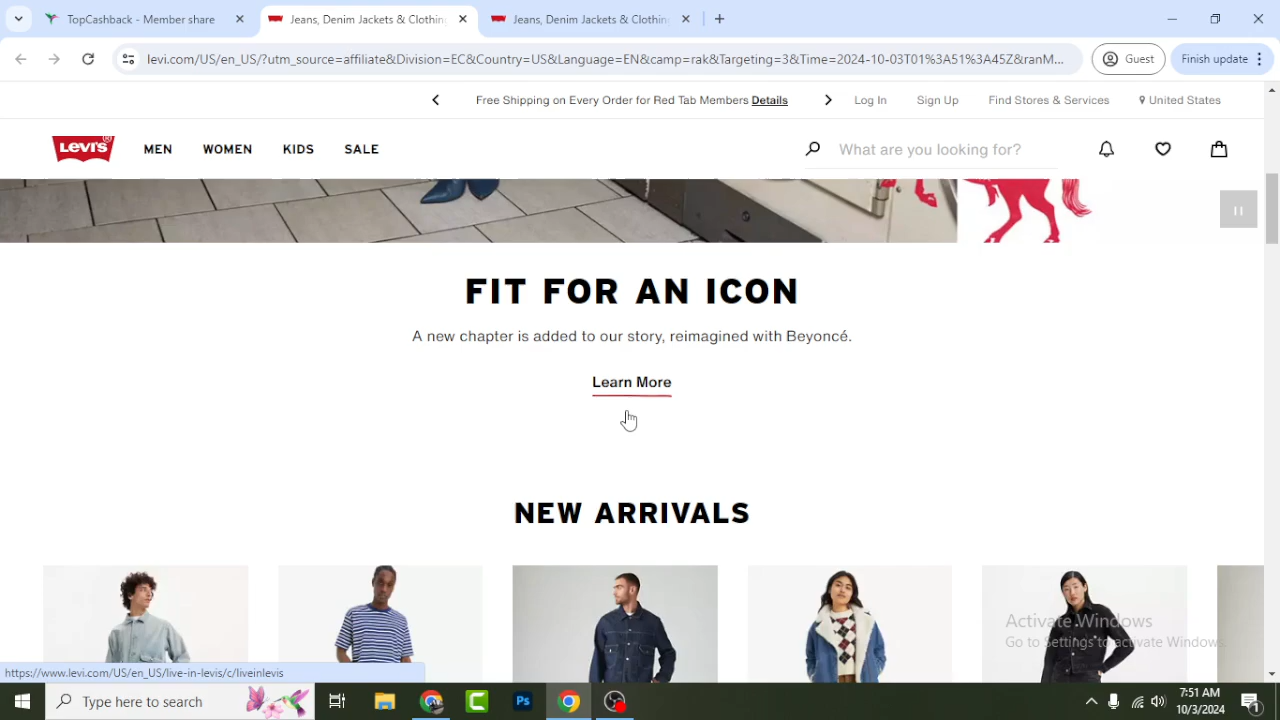 TopCashback - Member share
Jeans, Denim Jackets & Clothin
Jeans, Denim Jackets & Clothin
levi.com/US/en_US/?utm_source=affiliate&Division=EC&Country=US&Language=EN&camp=rak&Targeting=3&Time=2024-10-03T01%3A51%3A45Z&ranM...
Guest
Finish update
Free Shipping on Every Order for Red Tab Members Details
Log In
Sign Up
Find Stores & Services
United States
LEVI'S®
MEN
WOMEN
KIDS
SALE
What are you looking for?
FIT FOR AN ICON
A new chapter is added to our story, reimagined with Beyoncé.
Learn More
NEW ARRIVALS
Activate Windows
Go to Settings to activate Windows.
https://www.levi.com/US/en_US/live-in-levis/c/liveinlevis
Type here to search
Ps
7:51 AM
10/3/2024
1